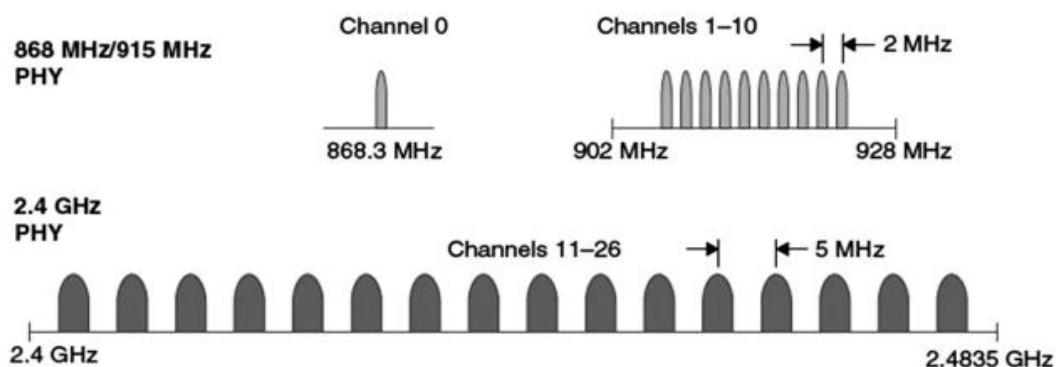 868 MHz/915 MHz
PHY
Channel 0
868.3 MHz
Channels 1–10
2 MHz
902 MHz
928 MHz
2.4 GHz
PHY
Channels 11–26
5 MHz
2.4 GHz
2.4835 GHz